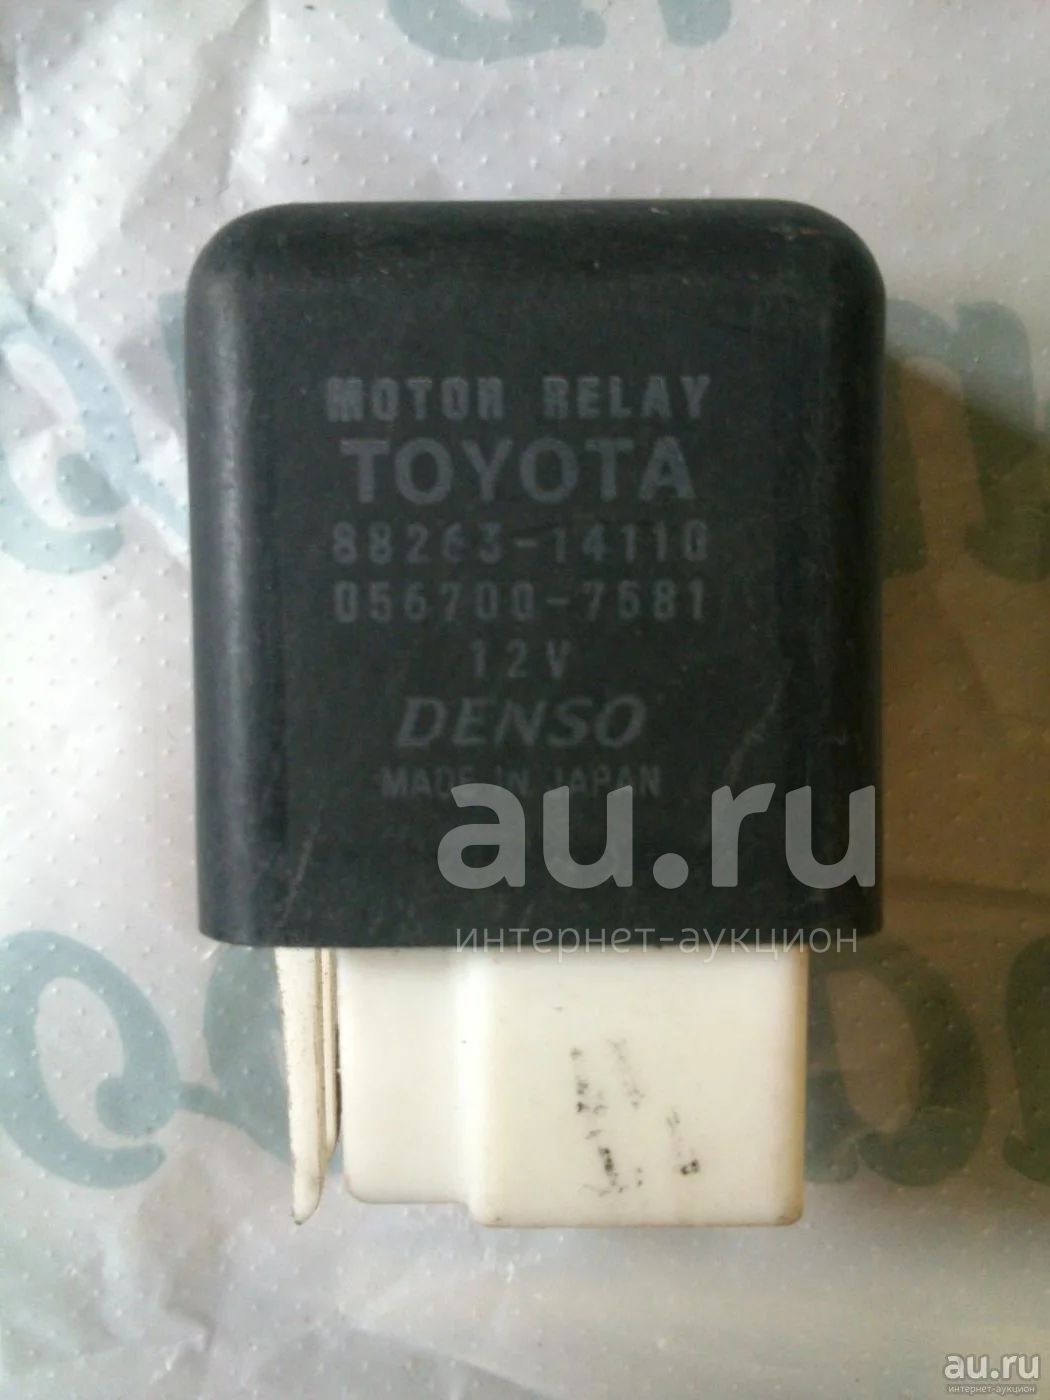 MOTOR RELAY
TOYOTA
88263-14110
056700-7681
12V
DENSO
MADE IN JAPAN
au.ru
интернет-аукцион
au.ru
интернет-аукцион